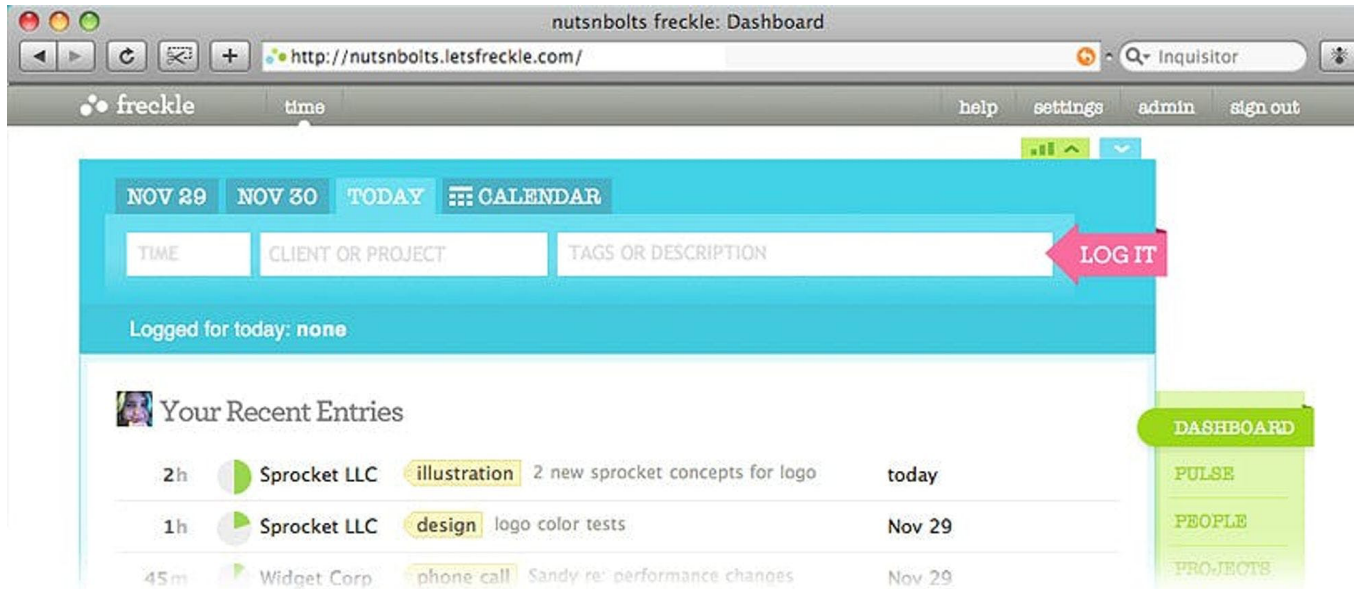 nutsnbolts freckle: Dashboard
http://nutsnbolts.letsfreckle.com/ Inquisitor
freckle time help settings admin sign out
NOV 29 NOV 30 TODAY CALENDAR
TIME CLIENT OR PROJECT TAGS OR DESCRIPTION LOG IT
Logged for today: none
Your Recent Entries
DASHBOARD
2h Sprocket LLC illustration 2 new sprocket concepts for logo today
PULSE
1h Sprocket LLC design logo color tests Nov 29
PEOPLE
45m Widget Corp phone call Sandy re: performance changes Nov 29
PROJECTS